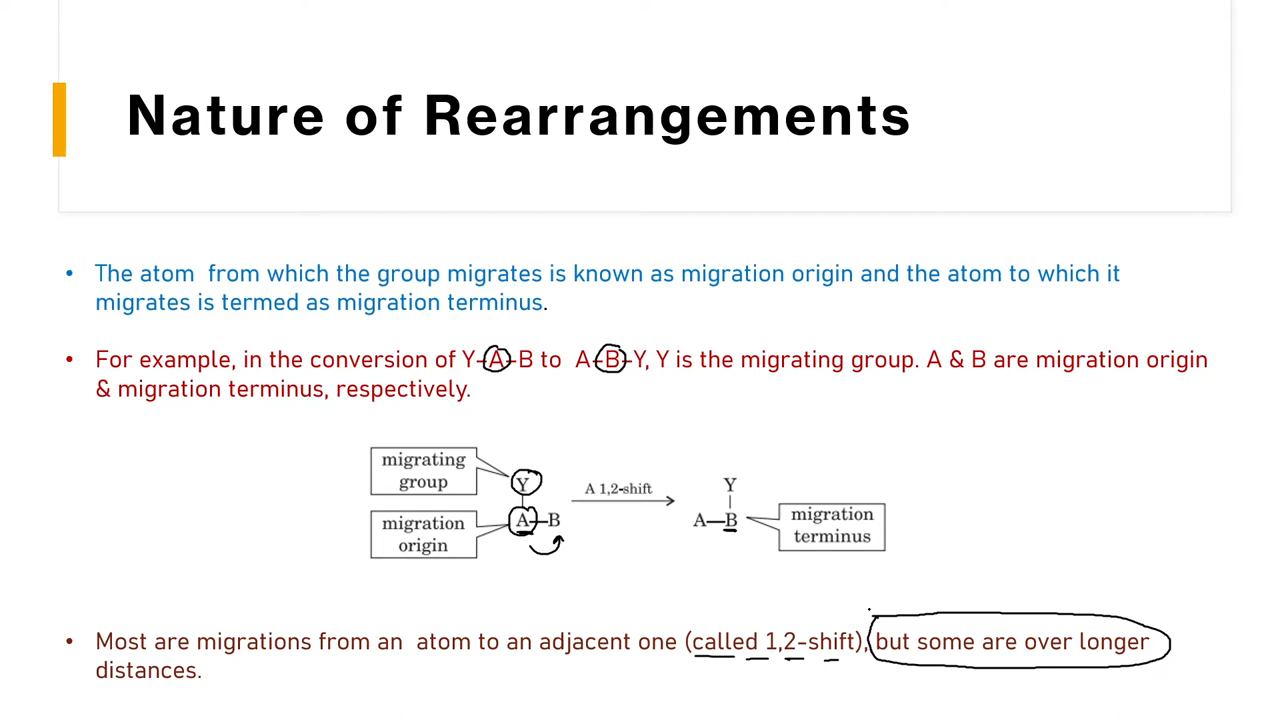 Nature of Rearrangements
• The atom from which the group migrates is known as migration origin and the atom to which it
migrates is termed as migration terminus.
• For example, in the conversion of Y-A-B to A-B-Y, Y is the migrating group. A & B are migration origin
& migration terminus, respectively.
migrating
group
Y
A 1,2-shift
Y
migration
origin
A—B
A—B
migration
terminus
• Most are migrations from an atom to an adjacent one (called 1,2-shift), but some are over longer
distances.